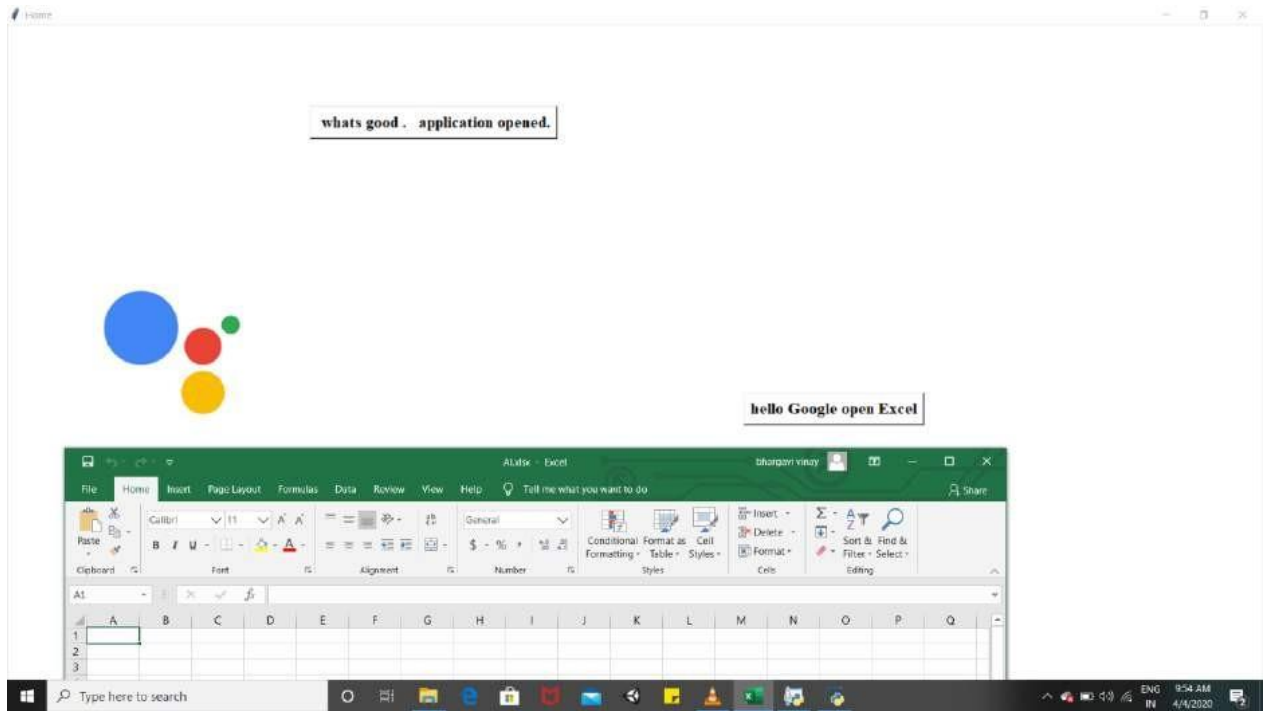 Home
whats good . application opened.
hello Google open Excel
AI.xlsx - Excel
bhargavi vinay
File Home Insert Page Layout Formulas Data Review View Help Tell me what you want to do Share
Paste
Calibri 11
General
Conditional Formatting Format as Table Cell Styles
Insert
Delete
Format
Sort & Filter Find & Select
B I U A $ %
Clipboard Font Alignment Number Styles Cells Editing
A1 fx
A B C D E F G H I J K L M N O P Q
1
2
3
Type here to search
ENG
IN
9:54 AM
4/4/2020
2